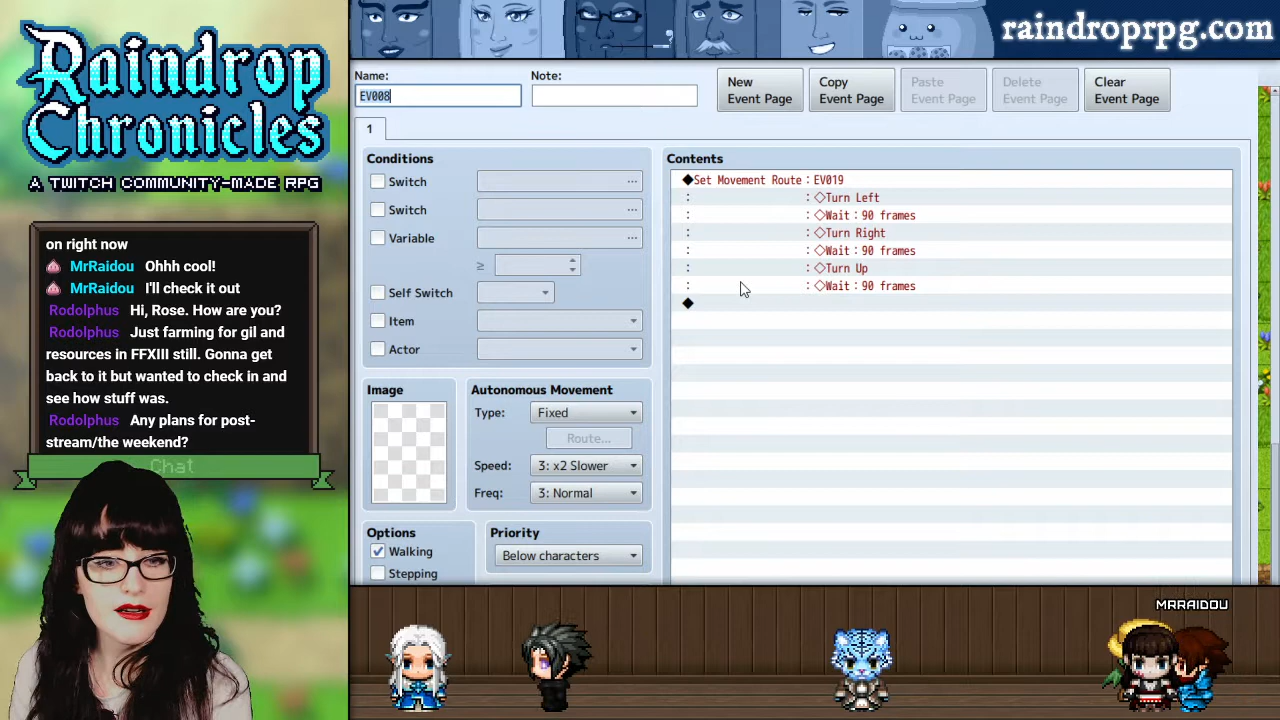 Raindrop
Chronicles
A TWITCH COMMUNITY-MADE RPG
raindroprpg.com
on right now
MrRaidou Ohhh cool!
MrRaidou I'll check it out
Rodolphus Hi, Rose. How are you?
Rodolphus Just farming for gil and
resources in FFXIII still. Gonna get
back to it but wanted to check in and
see how stuff was.
Rodolphus Any plans for post-
stream/the weekend?
Chat
Name:
EV008
Note:
New
Event Page
Copy
Event Page
Paste
Event Page
Delete
Event Page
Clear
Event Page
1
Conditions
Switch ...
Switch ...
Variable ...
≥
Self Switch
Item
Actor
Image
Autonomous Movement
Type: Fixed
Route...
Speed: 3: x2 Slower
Freq: 3: Normal
Options
Walking
Stepping
Priority
Below characters
Contents
◆Set Movement Route：EV019
：　：◇Turn Left
：　：◇Wait：90 frames
：　：◇Turn Right
：　：◇Wait：90 frames
：　：◇Turn Up
：　：◇Wait：90 frames
◆
MRRAIDOU